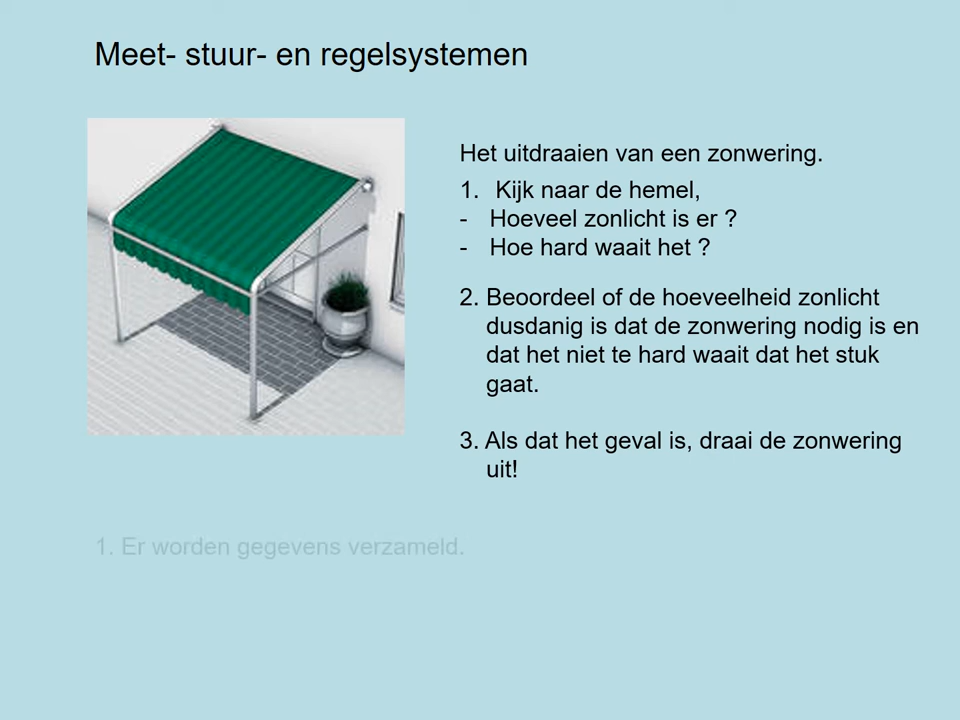 Meet- stuur- en regelsystemen
Het uitdraaien van een zonwering.
1. Kijk naar de hemel,
- Hoeveel zonlicht is er ?
- Hoe hard waait het ?
2. Beoordeel of de hoeveelheid zonlicht
dusdanig is dat de zonwering nodig is en
dat het niet te hard waait dat het stuk
gaat.
3. Als dat het geval is, draai de zonwering
uit!
1. Er worden gegevens verzameld.